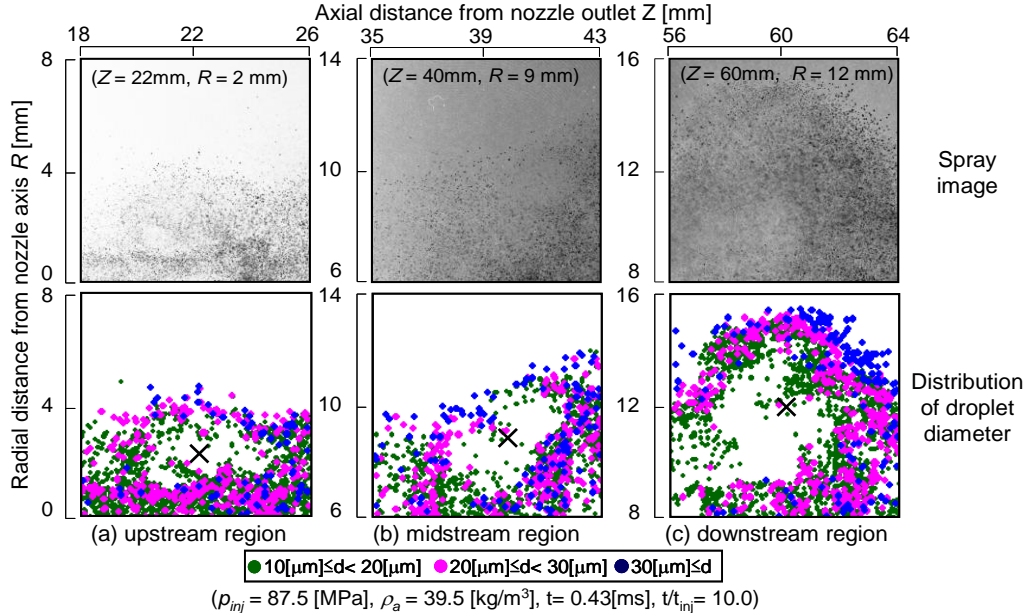 Axial distance from nozzle outlet Z [mm]
18 22 26 35 39 43 56 60 64
Radial distance from nozzle axis R [mm]
8
4
0
(Z = 22mm, R = 2 mm)
14
10
6
(Z = 40mm, R = 9 mm)
16
12
8
(Z = 60mm, R = 12 mm)
Spray
image
8
4
0
14
10
6
16
12
8
Distribution
of droplet
diameter
(a) upstream region
(b) midstream region
(c) downstream region
10[μm]≤d< 20[μm] 20[μm]≤d< 30[μm] 30[μm]≤d
(pinj = 87.5 [MPa], ρa = 39.5 [kg/m³], t= 0.43[ms], t/tinj= 10.0)